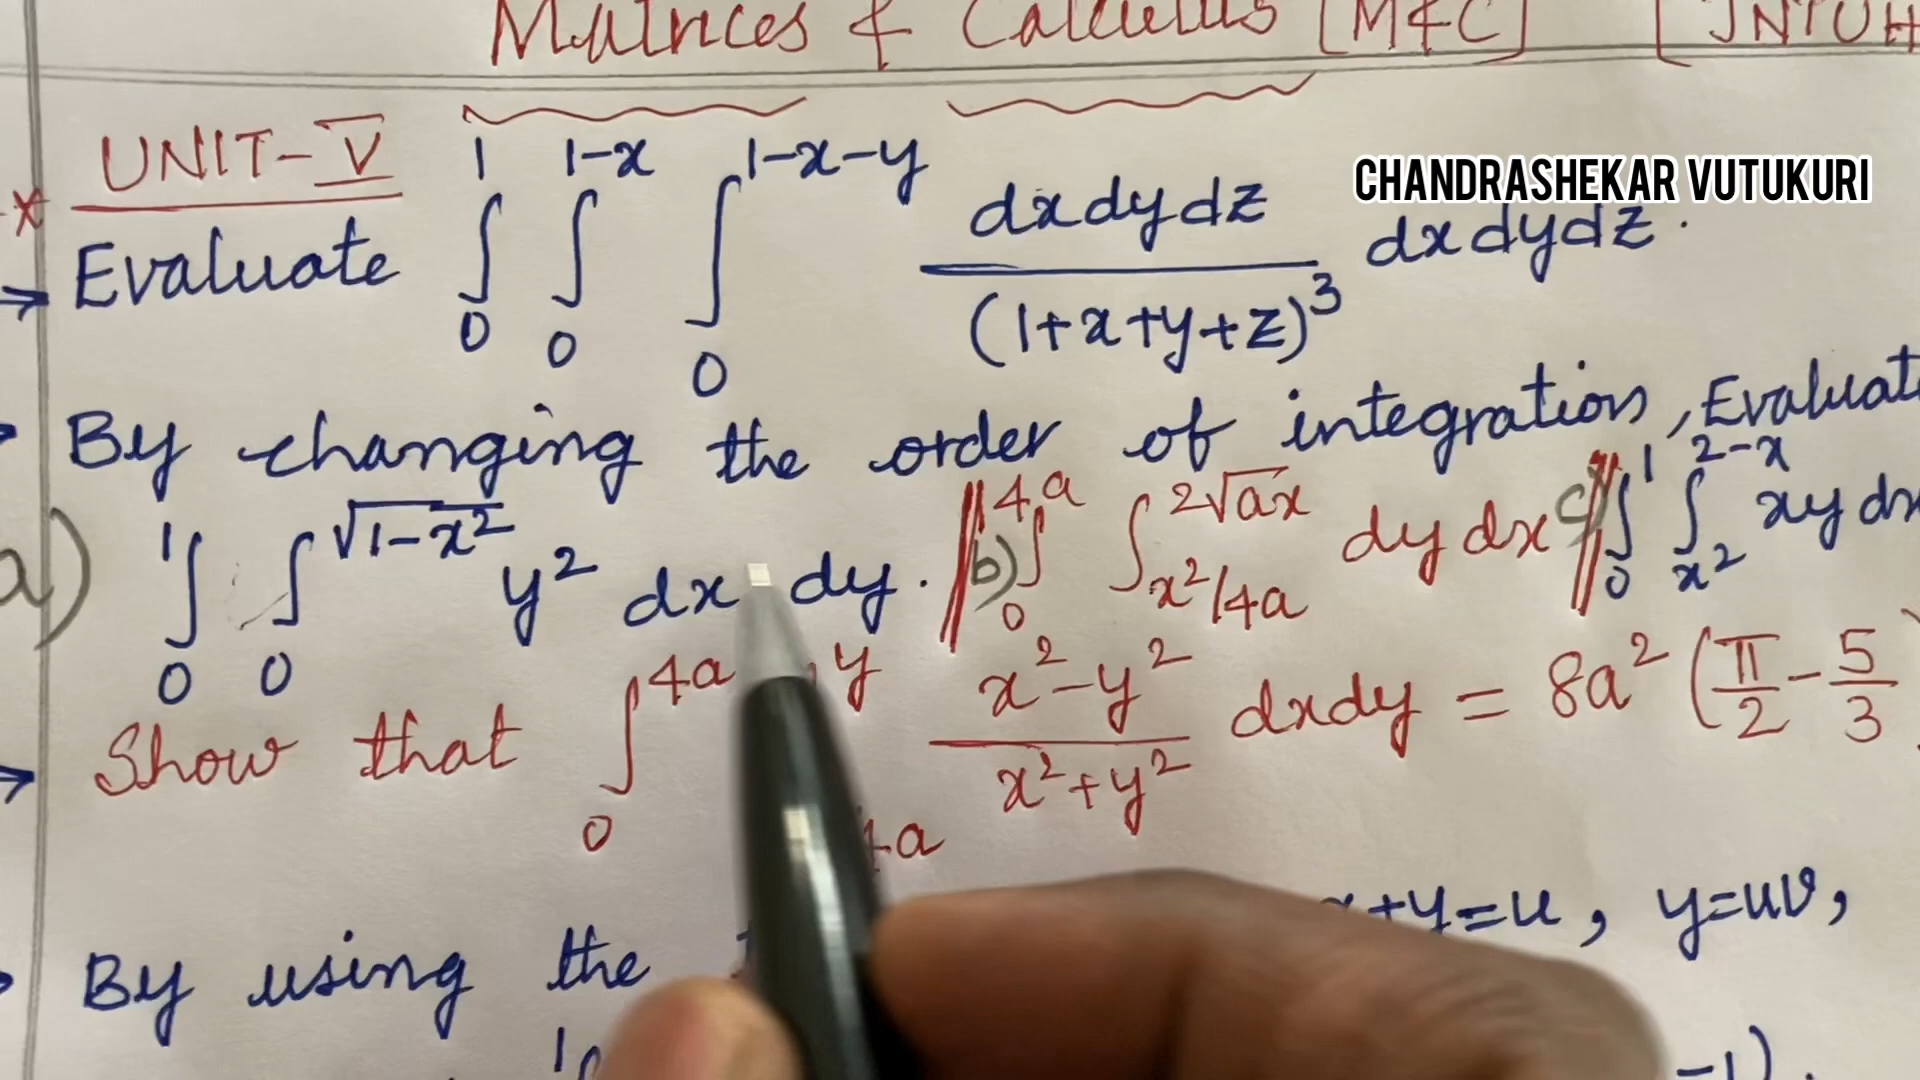 Matrices & Calculus [M&C] [JNTUH
UNIT-V
CHANDRASHEKAR VUTUKURI
→ Evaluate ∫₀¹ ∫₀^(1-x) ∫₀^(1-x-y) dxdydz/(1+x+y+z)³ dxdydz.
By changing the order of integration, Evaluate
a) ∫₀¹ ∫₀^√(1-x²) y² dx dy. || b) ∫₀^4a ∫_(x²/4a)^(2√ax) dy dx || c) ∫₀¹ ∫_(x²)^(2-x) xy dx
→ Show that ∫₀^4a y 4a x²-y²/x²+y² dxdy = 8a² (π/2 - 5/3
By using the x+y=u, y=uv,
-1).